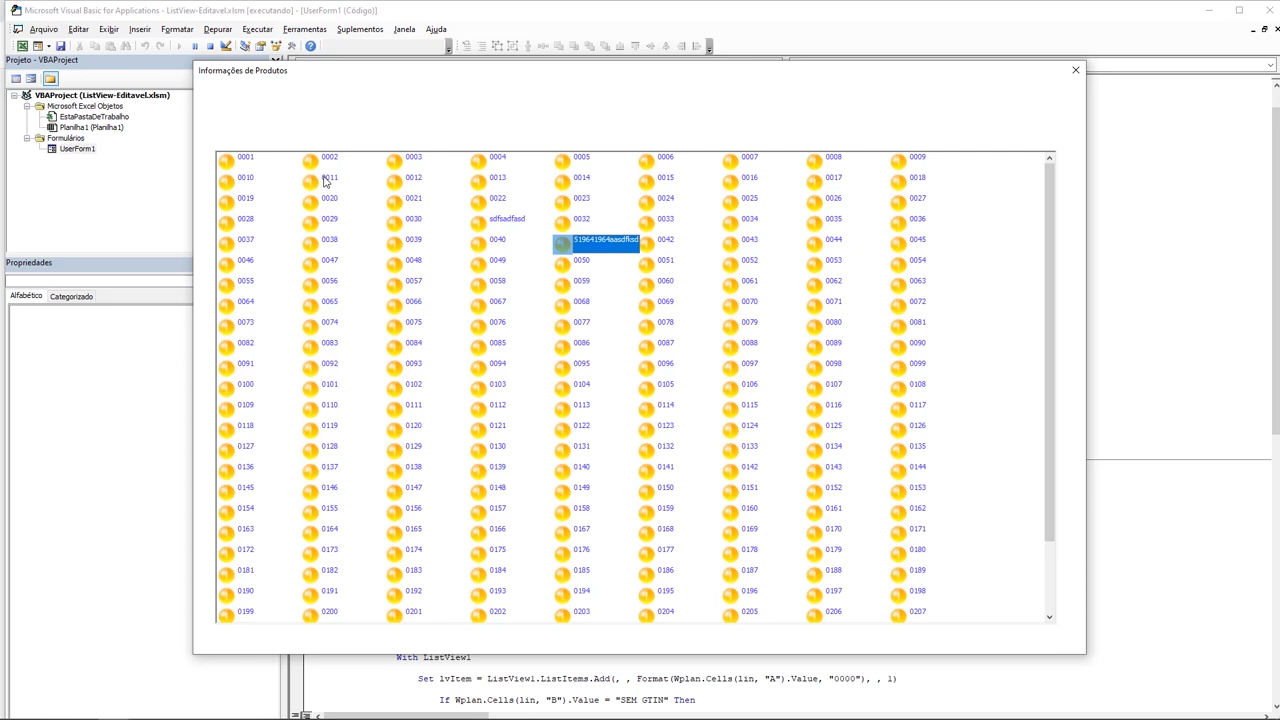 Microsoft Visual Basic for Applications - ListView-Editavel.xlsm [executando] - [UserForm1 (Código)]
Arquivo Editar Exibir Inserir Formatar Depurar Executar Ferramentas Suplementos Janela Ajuda
Projeto - VBAProject
Informações de Produtos
VBAProject (ListView-Editavel.xlsm)
Microsoft Excel Objetos
EstaPastaDeTrabalho
Planilha1 (Planilha1)
Formulários
UserForm1
Propriedades
Alfabético Categorizado
0001 0002 0003 0004 0005 0006 0007 0008 0009
0010 0011 0012 0013 0014 0015 0016 0017 0018
0019 0020 0021 0022 0023 0024 0025 0026 0027
0028 0029 0030 sdfsadfasd 0032 0033 0034 0035 0036
0037 0038 0039 0040 519641964aasdfksd 0042 0043 0044 0045
0046 0047 0048 0049 0050 0051 0052 0053 0054
0055 0056 0057 0058 0059 0060 0061 0062 0063
0064 0065 0066 0067 0068 0069 0070 0071 0072
0073 0074 0075 0076 0077 0078 0079 0080 0081
0082 0083 0084 0085 0086 0087 0088 0089 0090
0091 0092 0093 0094 0095 0096 0097 0098 0099
0100 0101 0102 0103 0104 0105 0106 0107 0108
0109 0110 0111 0112 0113 0114 0115 0116 0117
0118 0119 0120 0121 0122 0123 0124 0125 0126
0127 0128 0129 0130 0131 0132 0133 0134 0135
0136 0137 0138 0139 0140 0141 0142 0143 0144
0145 0146 0147 0148 0149 0150 0151 0152 0153
0154 0155 0156 0157 0158 0159 0160 0161 0162
0163 0164 0165 0166 0167 0168 0169 0170 0171
0172 0173 0174 0175 0176 0177 0178 0179 0180
0181 0182 0183 0184 0185 0186 0187 0188 0189
0190 0191 0192 0193 0194 0195 0196 0197 0198
0199 0200 0201 0202 0203 0204 0205 0206 0207
With ListView1
Set lvItem = ListView1.ListItems.Add(, , Format(Wplan.Cells(lin, "A").Value, "0000"), , 1)
If Wplan.Cells(lin, "B").Value = "SEM GTIN" Then